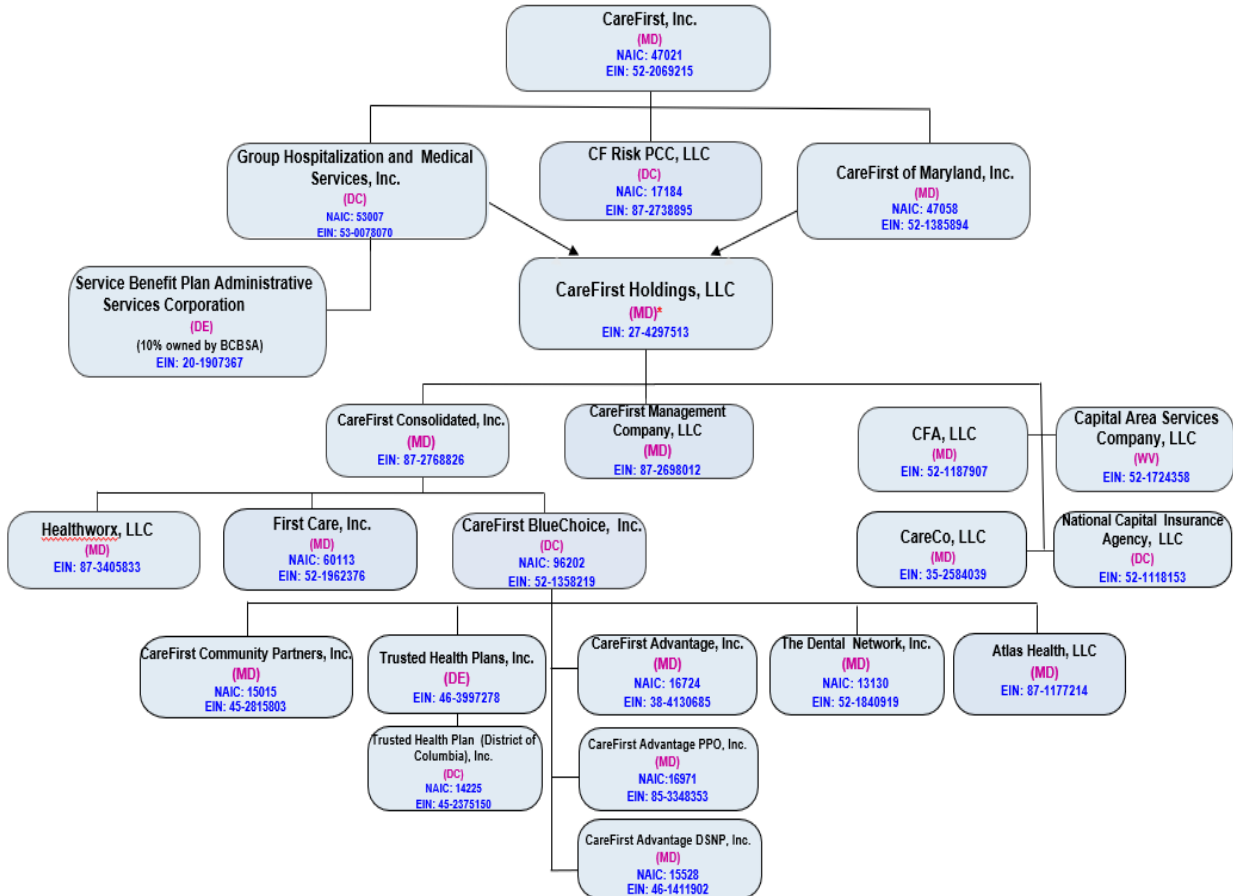 CareFirst, Inc.
(MD)
NAIC: 47021
EIN: 52-2069215
Group Hospitalization and Medical
Services, Inc.
(DC)
NAIC: 53007
EIN: 53-0078070
CF Risk PCC, LLC
(DC)
NAIC: 17184
EIN: 87-2738895
CareFirst of Maryland, Inc.
(MD)
NAIC: 47058
EIN: 52-1385894
Service Benefit Plan Administrative
Services Corporation
(DE)
(10% owned by BCBSA)
EIN: 20-1907367
CareFirst Holdings, LLC
(MD)*
EIN: 27-4297513
CareFirst Consolidated, Inc.
(MD)
EIN: 87-2768826
CareFirst Management
Company, LLC
(MD)
EIN: 87-2698012
CFA, LLC
(MD)
EIN: 52-1187907
Capital Area Services
Company, LLC
(WV)
EIN: 52-1724358
Healthworx, LLC
(MD)
EIN: 87-3405833
First Care, Inc.
(MD)
NAIC: 60113
EIN: 52-1962376
CareFirst BlueChoice, Inc.
(DC)
NAIC: 96202
EIN: 52-1358219
CareCo, LLC
(MD)
EIN: 35-2584039
National Capital Insurance
Agency, LLC
(DC)
EIN: 52-1118153
CareFirst Community Partners, Inc.
(MD)
NAIC: 15015
EIN: 45-2815803
Trusted Health Plans, Inc.
(DE)
EIN: 46-3997278
CareFirst Advantage, Inc.
(MD)
NAIC: 16724
EIN: 38-4130685
The Dental Network, Inc.
(MD)
NAIC: 13130
EIN: 52-1840919
Atlas Health, LLC
(MD)
EIN: 87-1177214
Trusted Health Plan (District of
Columbia), Inc.
(DC)
NAIC: 14225
EIN: 45-2375150
CareFirst Advantage PPO, Inc.
(MD)
NAIC:16971
EIN: 85-3348353
CareFirst Advantage DSNP, Inc.
(MD)
NAIC: 15528
EIN: 46-1411902